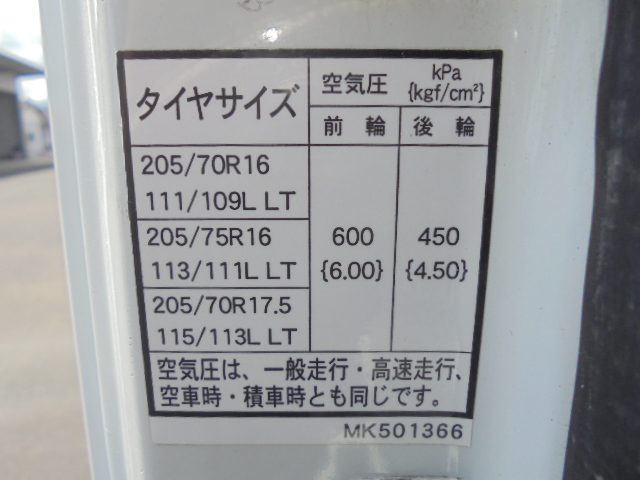 タイヤサイズ
空気圧 kPa {kgf/cm²}
前輪 後輪
205/70R16
111/109L LT
205/75R16
113/111L LT
205/70R17.5
115/113L LT
600 450
{6.00} {4.50}
空気圧は、一般走行・高速走行、
空車時・積車時とも同じです。
MK501366